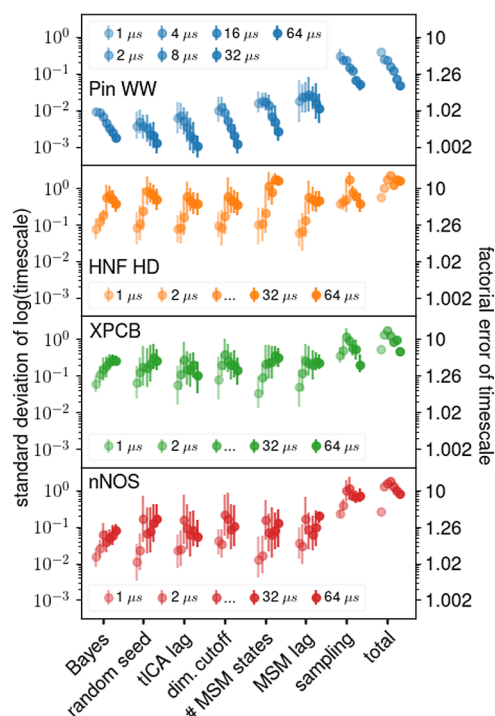 1 μs 4 μs 16 μs 64 μs
2 μs 8 μs 32 μs
Pin WW
10⁰ 10
10⁻¹ 1.26
10⁻² 1.02
10⁻³ 1.002
10⁰ 10
10⁻¹ 1.26
10⁻² 1.02
10⁻³ 1.002
HNF HD
1 μs 2 μs ... 32 μs 64 μs
XPCB
10⁰ 10
10⁻¹ 1.26
10⁻² 1.02
10⁻³ 1.002
1 μs 2 μs ... 32 μs 64 μs
nNOS
10⁰ 10
10⁻¹ 1.26
10⁻² 1.02
10⁻³ 1.002
1 μs 2 μs ... 32 μs 64 μs
standard deviation of log(timescale)
factorial error of timescale
Bayes
random seed
tICA lag
dim. cutoff
# MSM states
MSM lag
sampling
total